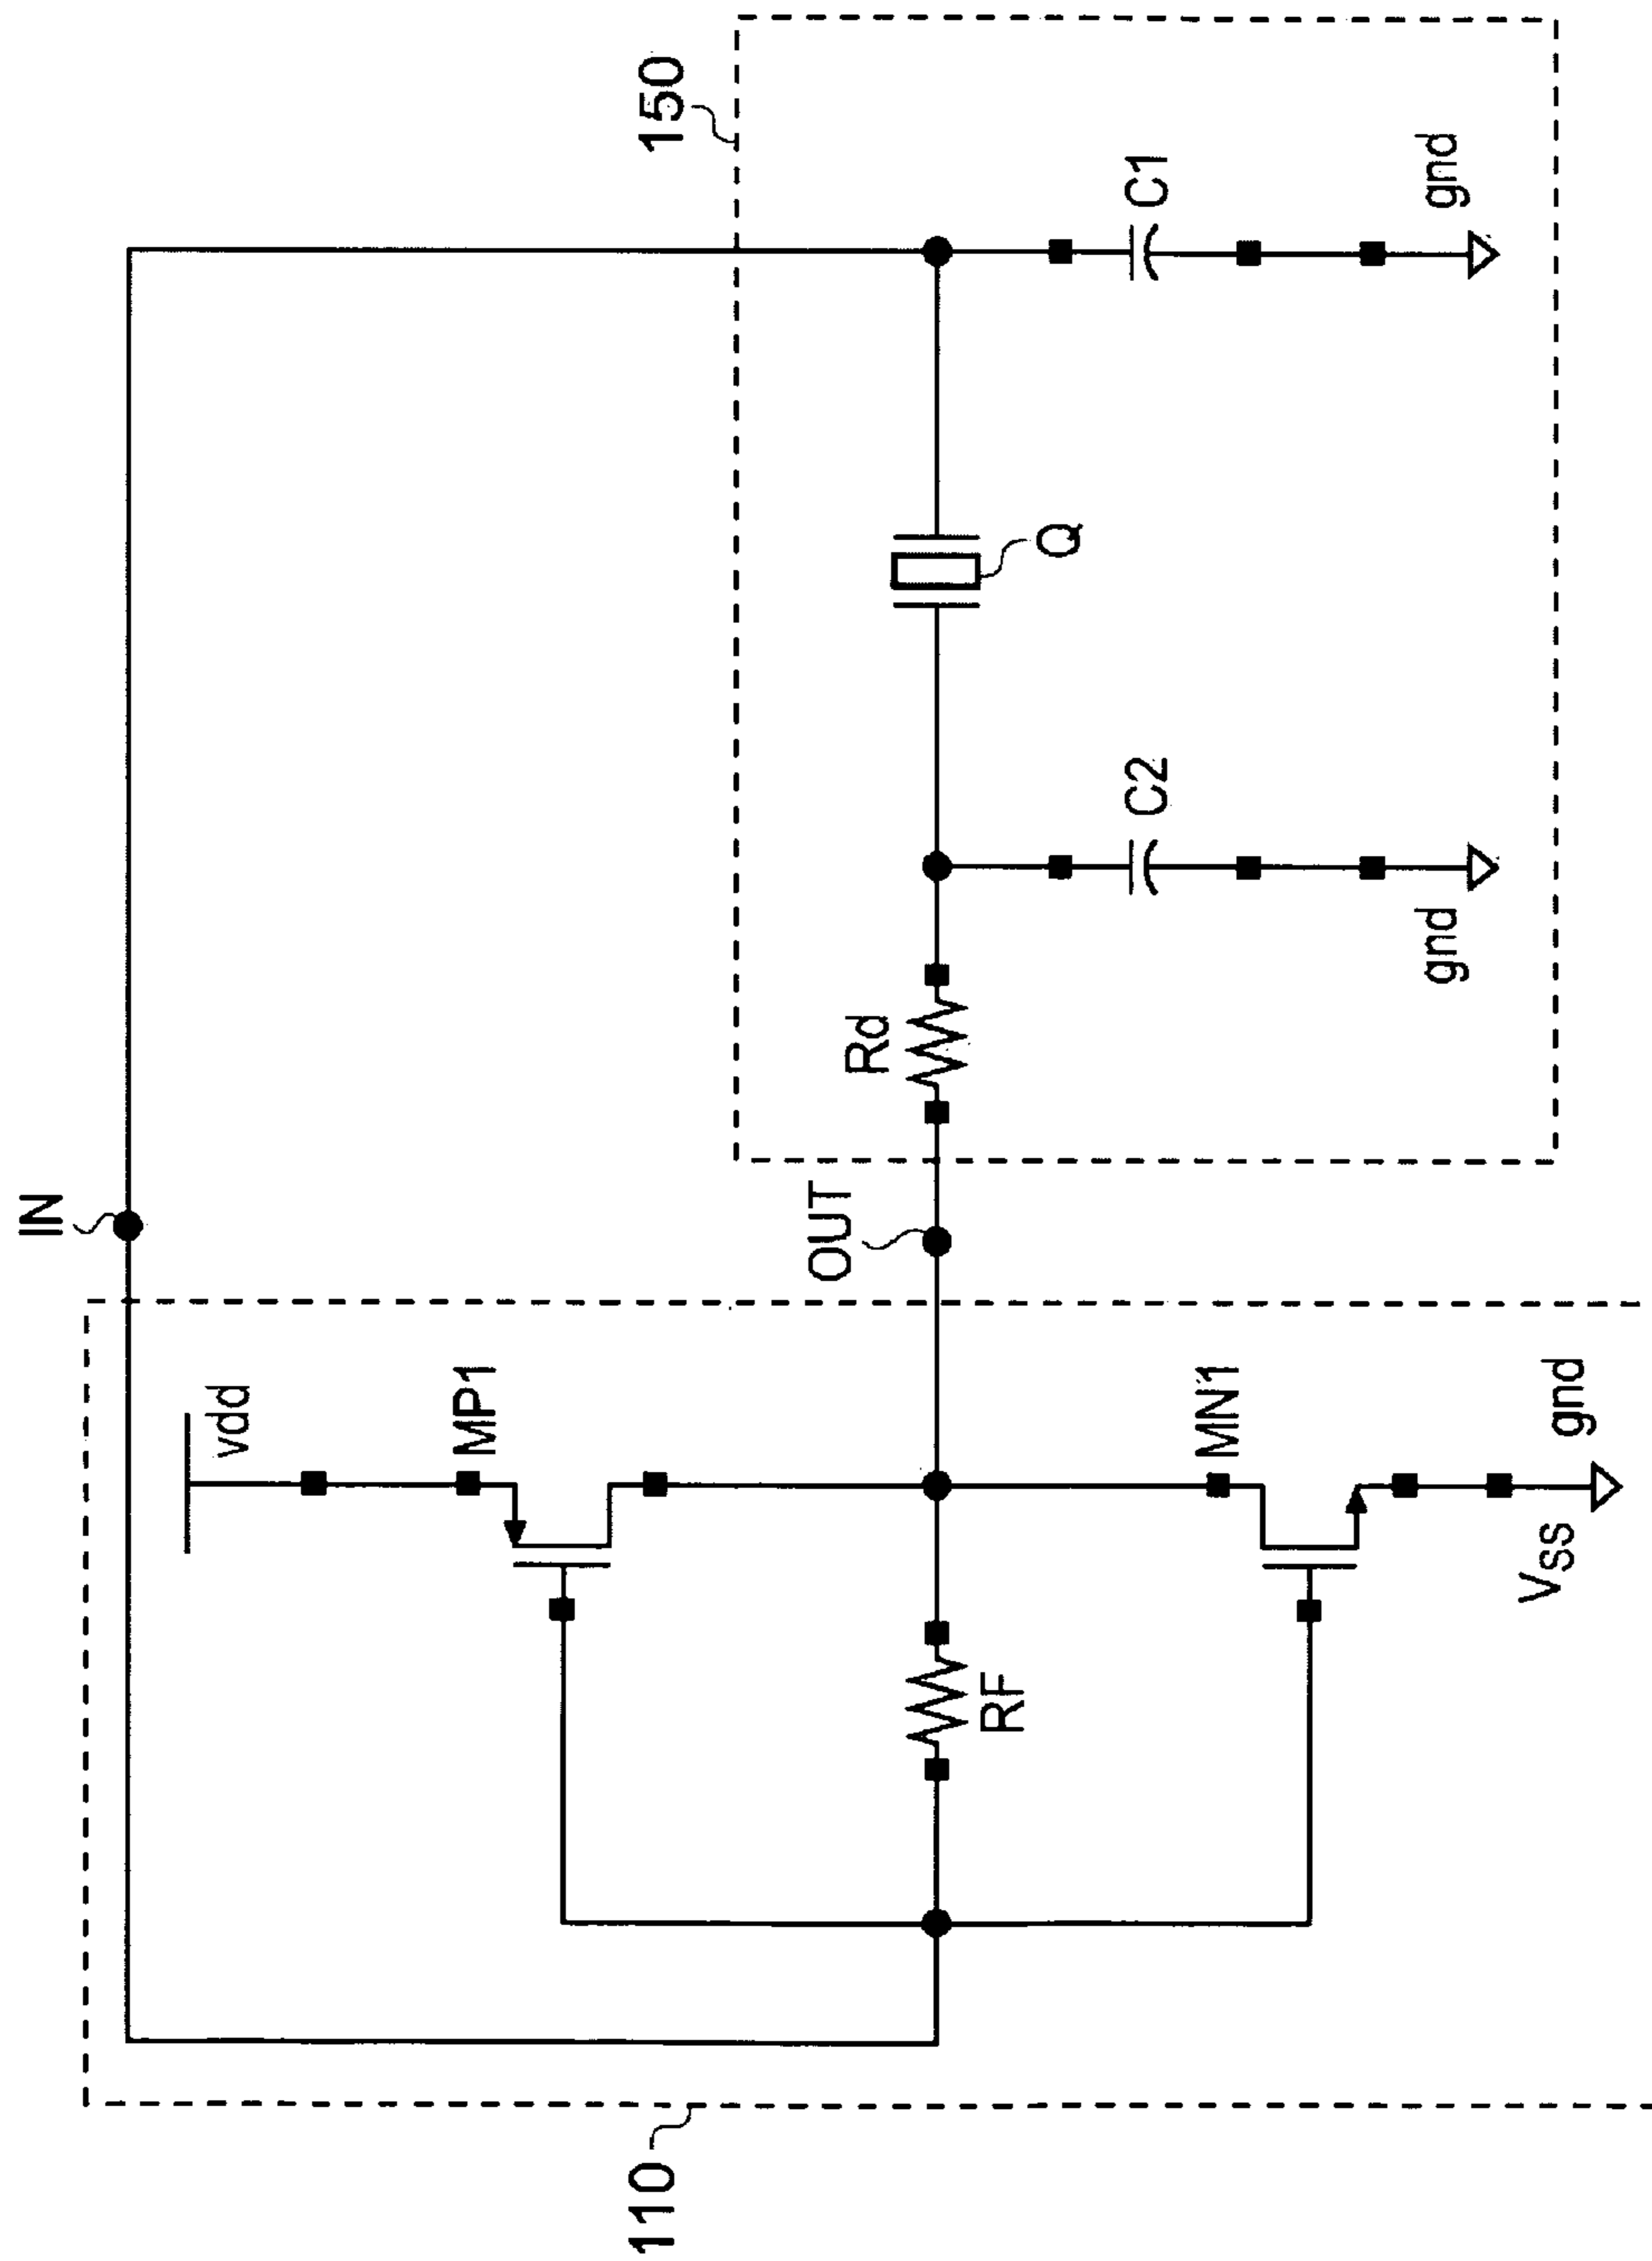 110
IN
vdd
MP1
RF
MN1
VSS
gnd
OUT
150
Rd
C2
gnd
Q
C1
gnd